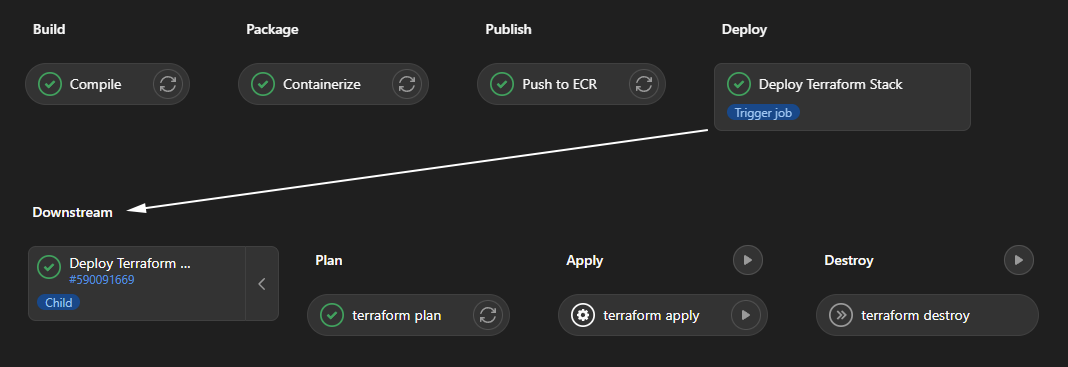 Build
Package
Publish
Deploy
Compile
Containerize
Push to ECR
Deploy Terraform Stack
Trigger job
Downstream
Deploy Terraform ...
#590091669
Child
Plan
Apply
Destroy
terraform plan
terraform apply
terraform destroy